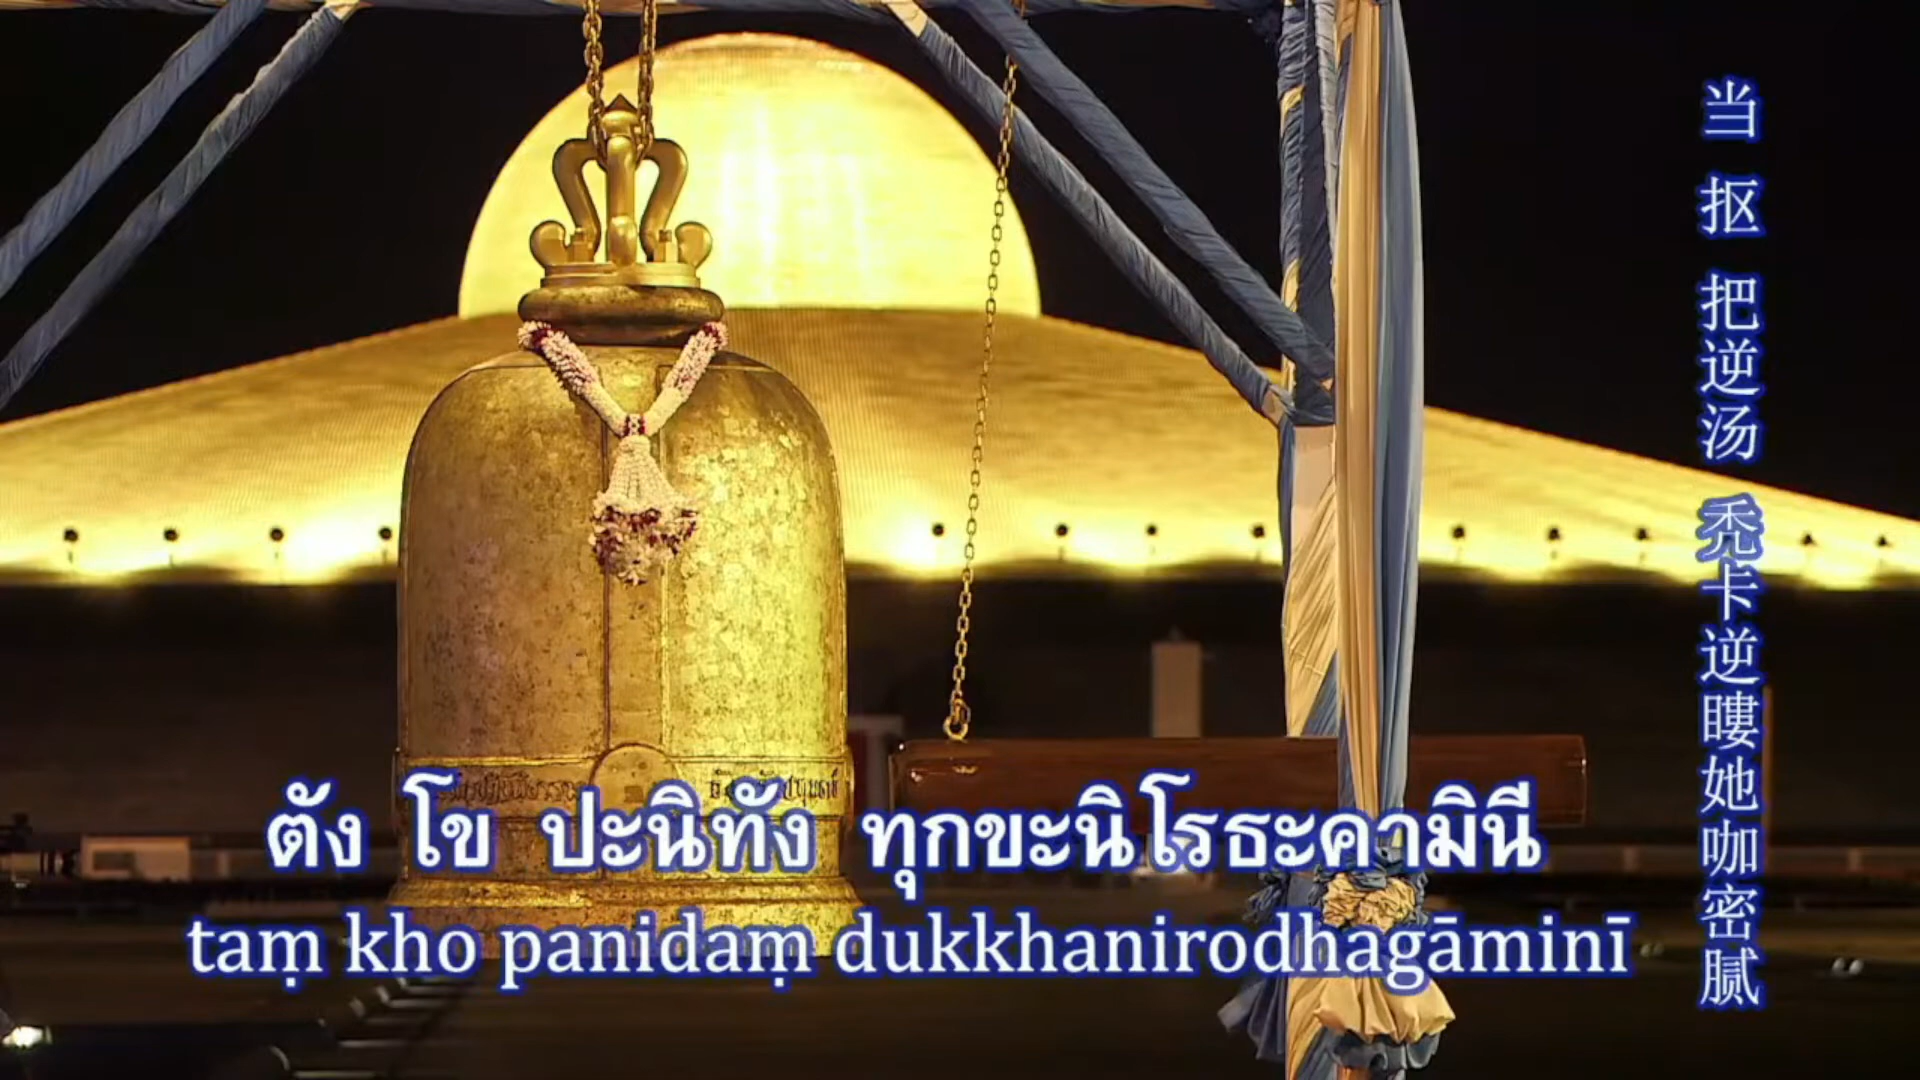 ตัง โข ปะนิทัง ทุกขะนิโรธะคามินี
taṃ kho panidaṃ dukkhanirodhagāminī
当 抠 把逆汤 秃卡逆瞜她咖密腻